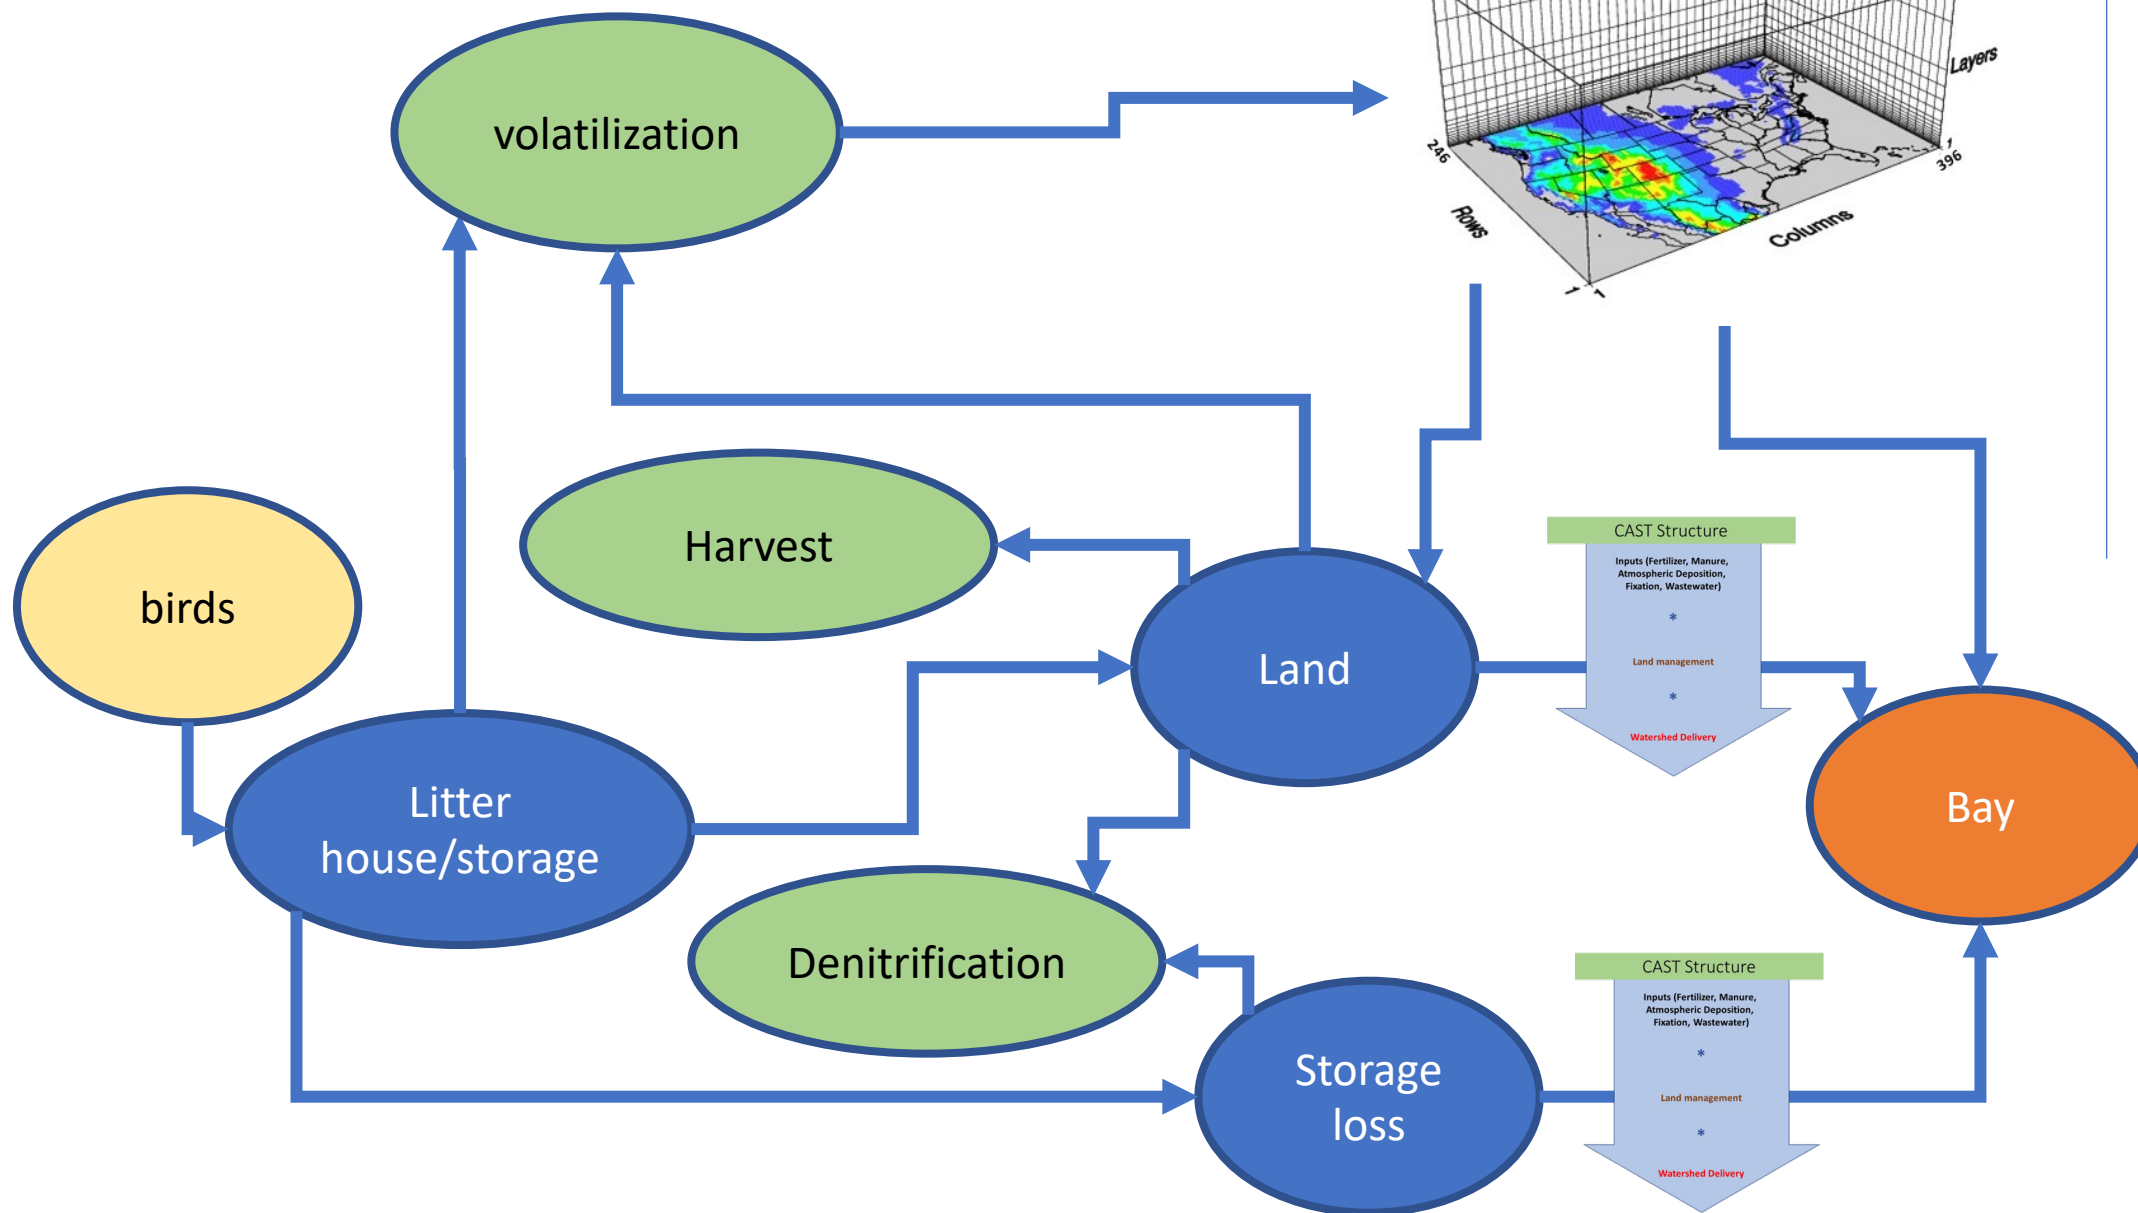 volatilization
Layers
246
1
396
Rows
Columns
1
1
Harvest
birds
Land
CAST Structure
Inputs (Fertilizer, Manure,
Atmospheric Deposition,
Fixation, Wastewater)
*
Land management
*
Watershed Delivery
Litter
house/storage
Bay
Denitrification
Storage
loss
CAST Structure
Inputs (Fertilizer, Manure,
Atmospheric Deposition,
Fixation, Wastewater)
*
Land management
*
Watershed Delivery